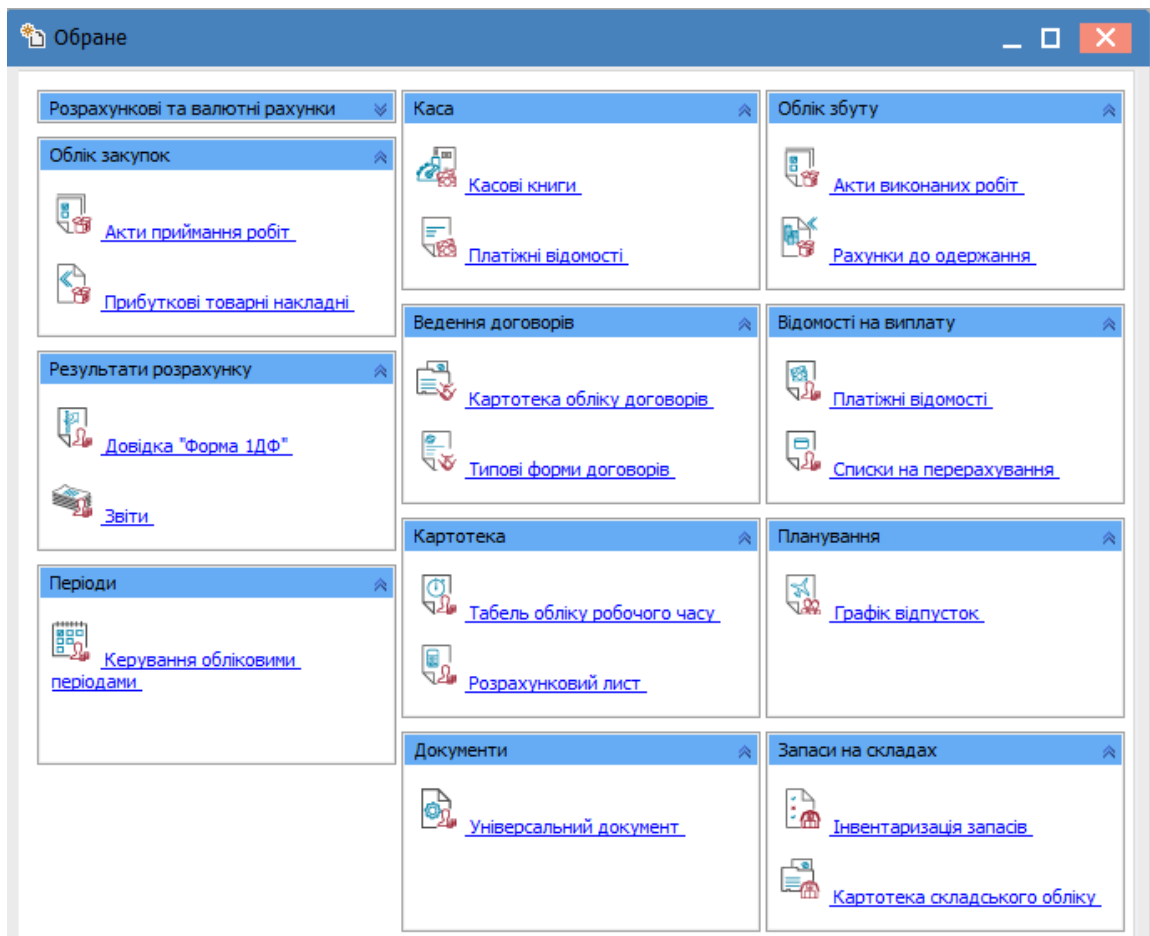 Обране
Розрахункові та валютні рахунки
Облік закупок
Акти приймання робіт
Прибуткові товарні накладні
Результати розрахунку
Довідка "Форма 1ДФ"
Звіти
Періоди
Керування обліковими
періодами
Каса
Касові книги
Платіжні відомості
Ведення договорів
Картотека обліку договорів
Типові форми договорів
Картотека
Табель обліку робочого часу
Розрахунковий лист
Документи
Універсальний документ
Облік збуту
Акти виконаних робіт
Рахунки до одержання
Відомості на виплату
Платіжні відомості
Списки на перерахування
Планування
Графік відпусток
Запаси на складах
Інвентаризація запасів
Картотека складського обліку